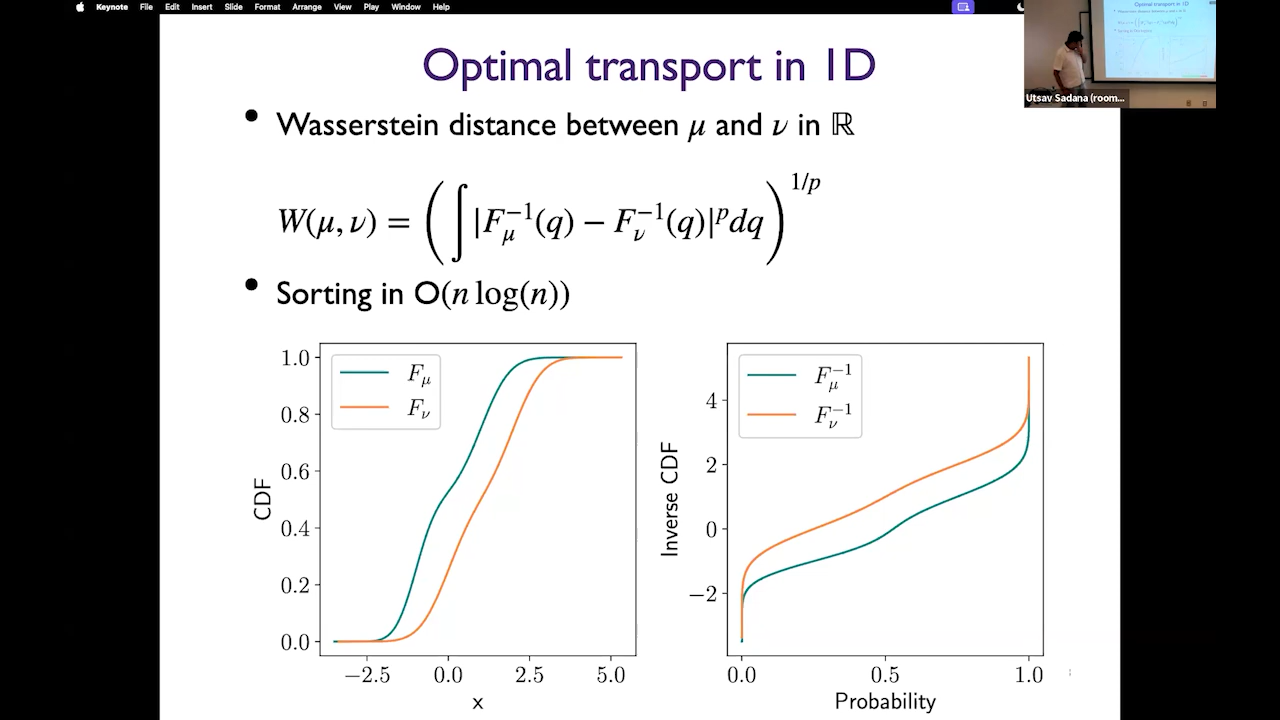 Keynote File Edit Insert Slide Format Arrange View Play Window Help
Optimal transport in 1D
Utsav Sadana (room...
• Wasserstein distance between μ and ν in ℝ
W(μ, ν) = (∫ |F_μ^{-1}(q) − F_ν^{-1}(q)|^p dq)^{1/p}
• Sorting in O(n log(n))
F_μ
F_ν
1.0
0.8
0.6
0.4
0.2
0.0
CDF
−2.5 0.0 2.5 5.0
x
F_μ^{-1}
F_ν^{-1}
4
2
0
−2
Inverse CDF
0.0 0.5 1.0
Probability